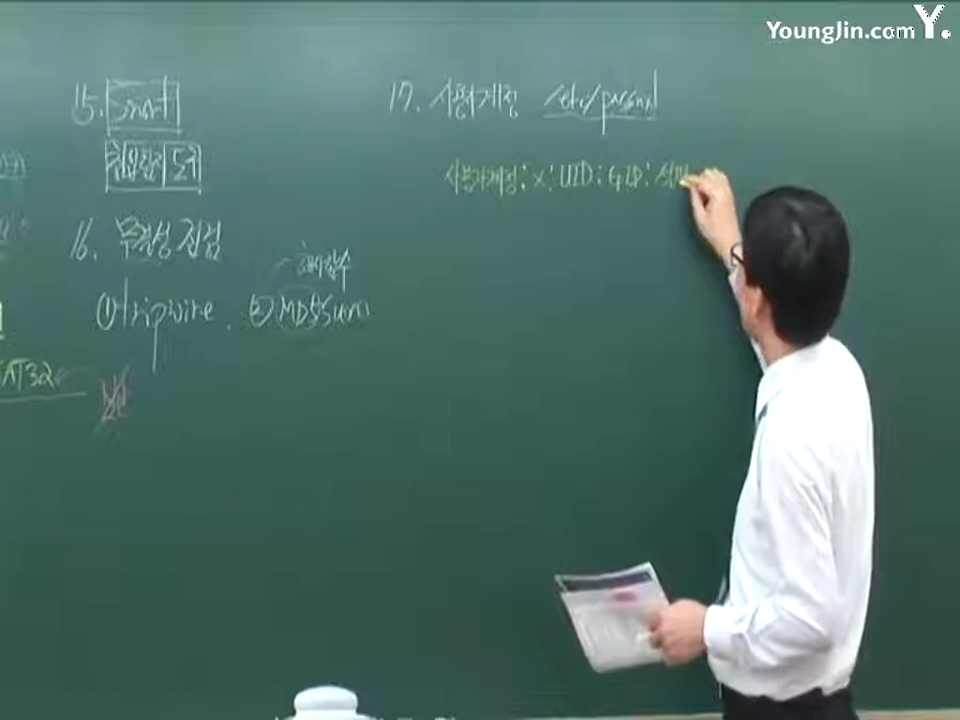 YoungJin.com Y.
15. Snort
침입탐지 도구
16. 무결성 점검
해쉬함수
① tripwire . ② MD5Sum
17. 사용자계정 /etc/passwd
사용자계정:x:UID:GID:설명
AT32